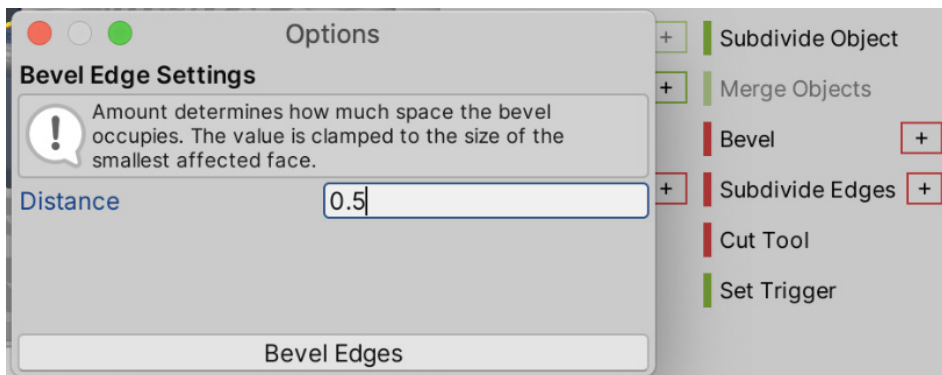 Options
Bevel Edge Settings
Amount determines how much space the bevel
occupies. The value is clamped to the size of the
smallest affected face.
Distance
0.5
Bevel Edges
+
Subdivide Object
+
Merge Objects
Bevel
+
+
Subdivide Edges
+
Cut Tool
Set Trigger